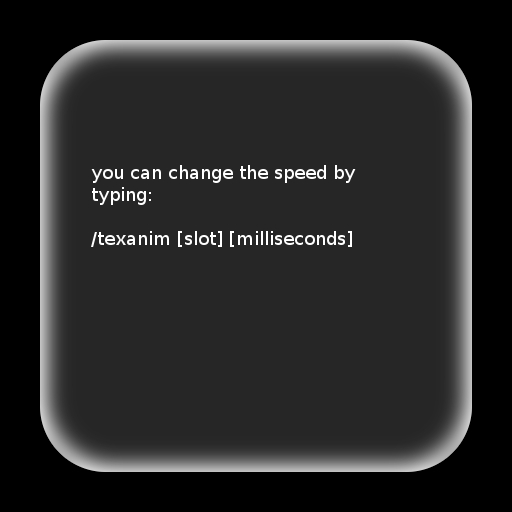 you can change the speed by
typing:
/texanim [slot] [milliseconds]